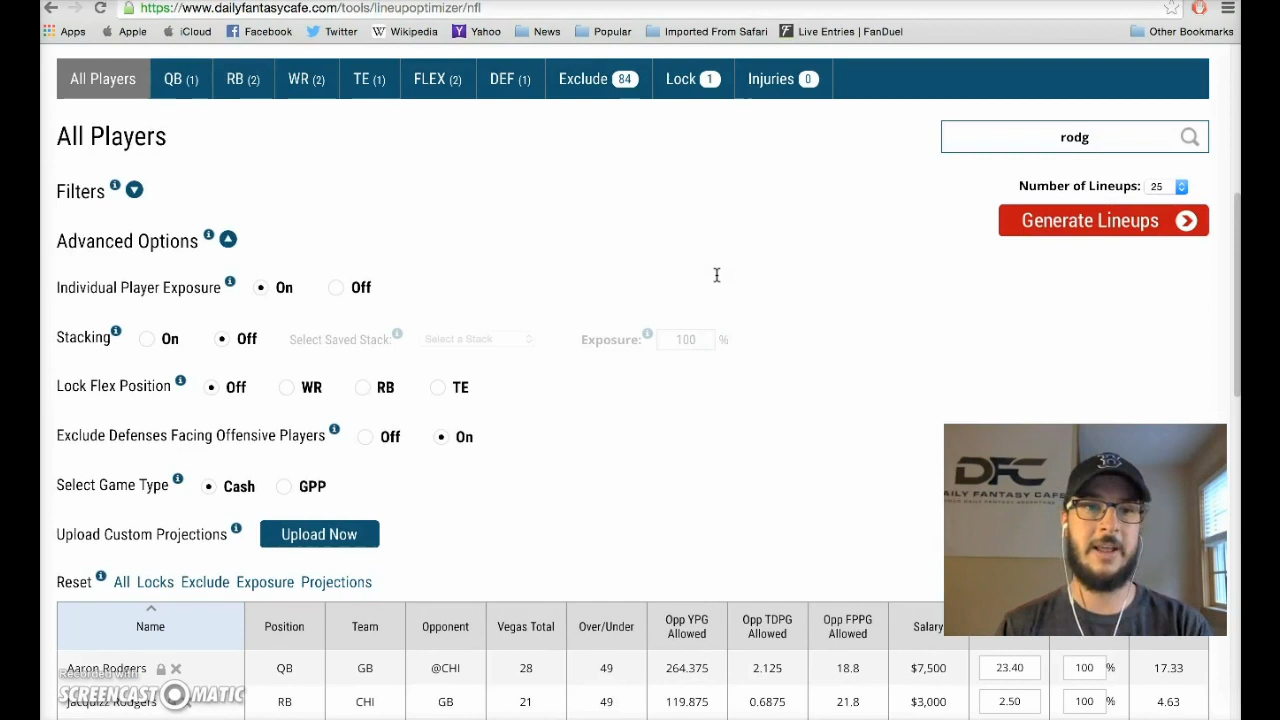 https://www.dailyfantasycafe.com/tools/lineupoptimizer/nfl
Apps Apple iCloud Facebook Twitter Wikipedia Yahoo News Popular Imported From Safari Live Entries | FanDuel Other Bookmarks
All Players QB (1) RB (2) WR (2) TE (1) FLEX (2) DEF (1) Exclude 84 Lock 1 Injuries 0
All Players
rodg
Filters
Number of Lineups: 25
Generate Lineups
Advanced Options
Individual Player Exposure On Off
Stacking On Off Select Saved Stack: Select a Stack Exposure: 100 %
Lock Flex Position Off WR RB TE
Exclude Defenses Facing Offensive Players Off On
Select Game Type Cash GPP
DFC
DAILY FANTASY CAFE
Upload Custom Projections Upload Now
Reset All Locks Exclude Exposure Projections
Name Position Team Opponent Vegas Total Over/Under Opp YPG Allowed Opp TDPG Allowed Opp FPPG Allowed Salary
Aaron Rodgers QB GB @CHI 28 49 264.375 2.125 18.8 $7,500 23.40 100 % 17.33
Recorded with
SCREENCAST-O-MATIC
Jacquizz Rodgers RB CHI GB 21 49 119.875 0.6875 21.8 $3,000 2.50 100 % 4.63